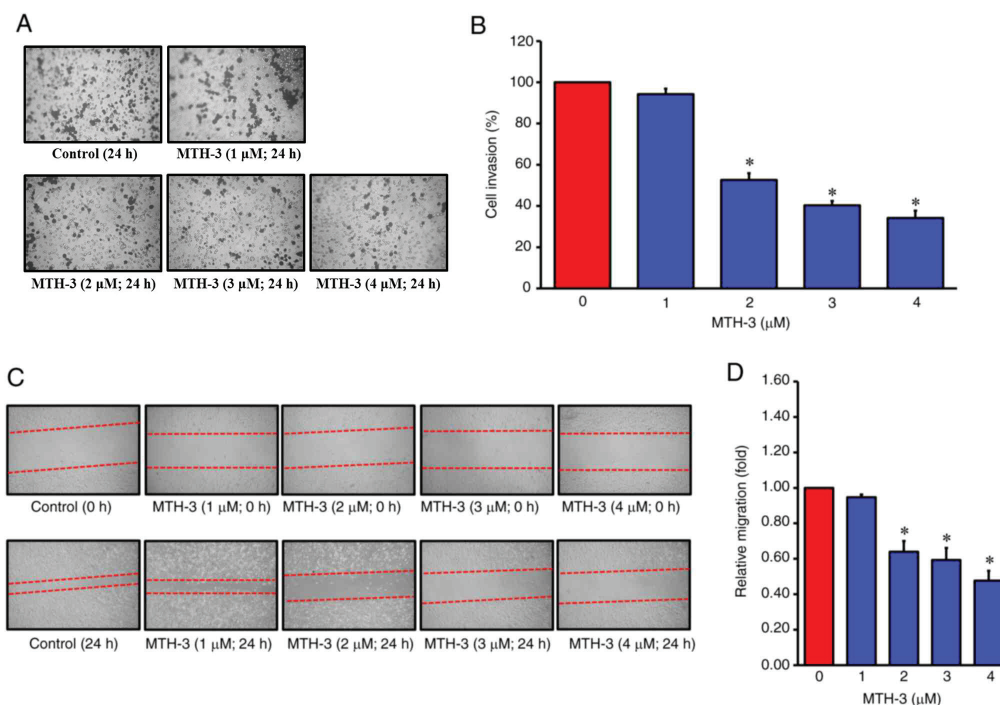 A
Control (24 h)
MTH-3 (1 µM; 24 h)
MTH-3 (2 µM; 24 h)
MTH-3 (3 µM; 24 h)
MTH-3 (4 µM; 24 h)
B
120
100
80
60
40
20
0
Cell invasion (%)
*
*
*
0
1
2
3
4
MTH-3 (µM)
C
Control (0 h)
MTH-3 (1 µM; 0 h)
MTH-3 (2 µM; 0 h)
MTH-3 (3 µM; 0 h)
MTH-3 (4 µM; 0 h)
Control (24 h)
MTH-3 (1 µM; 24 h)
MTH-3 (2 µM; 24 h)
MTH-3 (3 µM; 24 h)
MTH-3 (4 µM; 24 h)
D
1.60
1.40
1.20
1.00
0.80
0.60
0.40
0.20
0.00
Relative migration (fold)
*
*
*
0
1
2
3
4
MTH-3 (µM)